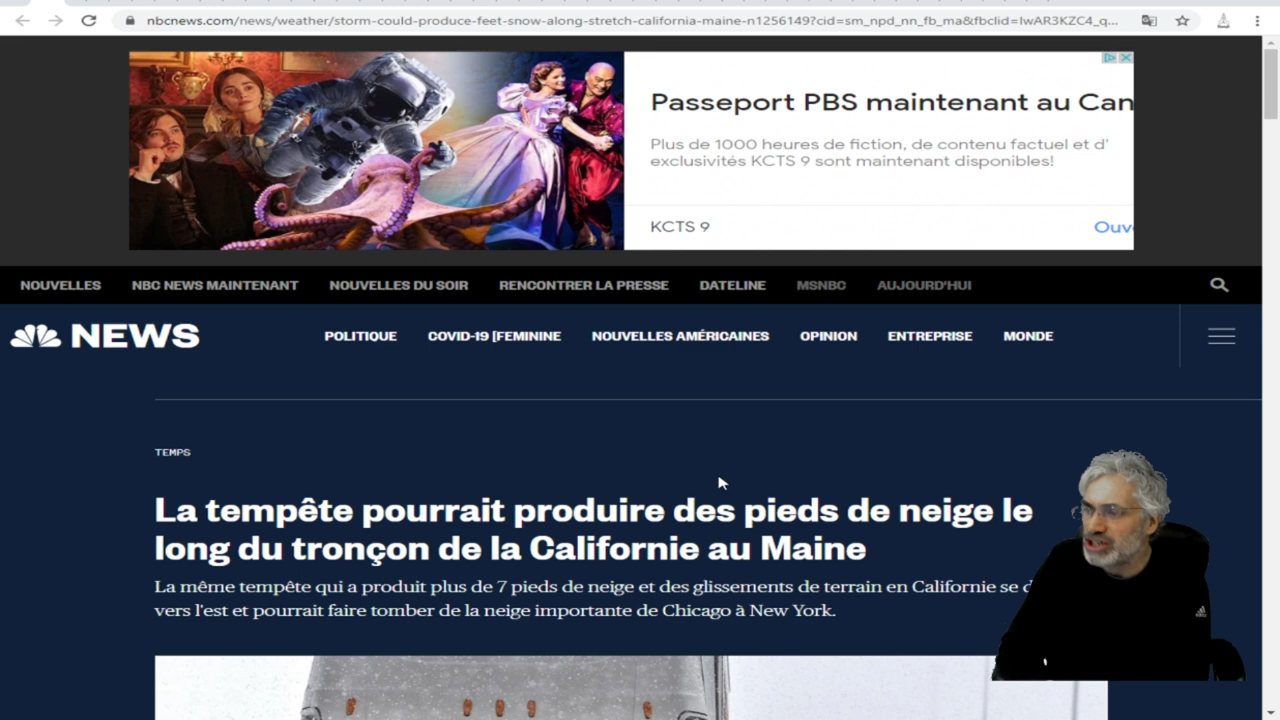 nbcnews.com/news/weather/storm-could-produce-feet-snow-along-stretch-california-maine-n1256149?cid=sm_npd_nn_fb_ma&fbclid=IwAR3KZC4_q...
Passeport PBS maintenant au Can
Plus de 1000 heures de fiction, de contenu factuel et d'
exclusivités KCTS 9 sont maintenant disponibles!
KCTS 9
Ouv
NOUVELLES NBC NEWS MAINTENANT NOUVELLES DU SOIR RENCONTRER LA PRESSE DATELINE MSNBC AUJOURD'HUI
NEWS POLITIQUE COVID-19 [FEMININE NOUVELLES AMÉRICAINES OPINION ENTREPRISE MONDE
TEMPS
La tempête pourrait produire des pieds de neige le
long du tronçon de la Californie au Maine
La même tempête qui a produit plus de 7 pieds de neige et des glissements de terrain en Californie se d
vers l'est et pourrait faire tomber de la neige importante de Chicago à New York.